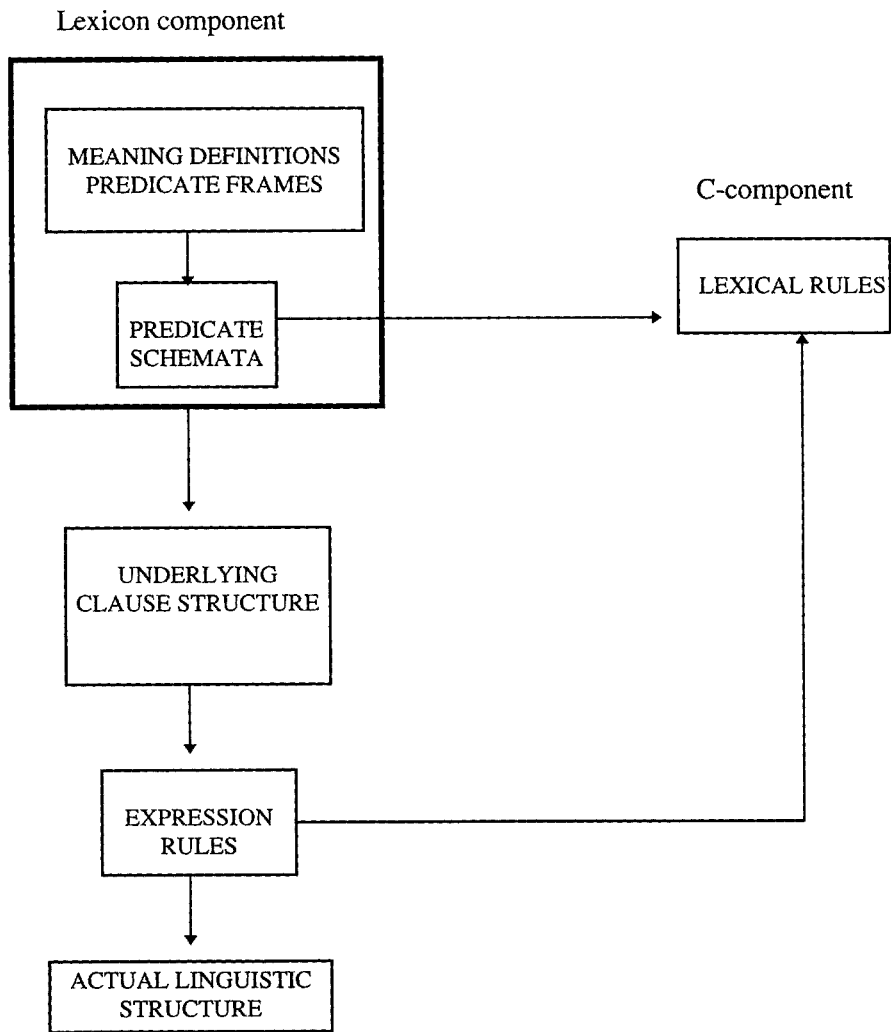 Lexicon component
MEANING DEFINITIONS
PREDICATE FRAMES
C-component
LEXICAL RULES
PREDICATE
SCHEMATA
UNDERLYING
CLAUSE STRUCTURE
EXPRESSION
RULES
ACTUAL LINGUISTIC
STRUCTURE